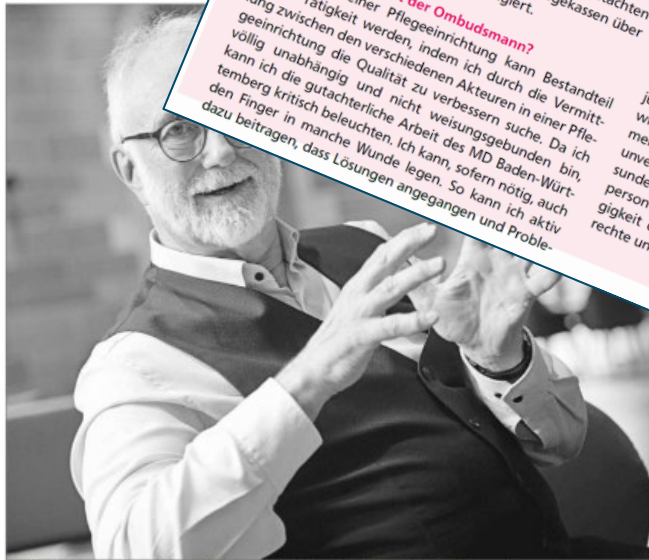 achten
gekassen über
giert.
der Ombudsmann?
einer Pflegeeinrichtung kann Bestandteil
ätigkeit werden, indem ich durch die Vermitt-
ung zwischen den verschiedenen Akteuren in einer Pfle-
geeinrichtung die Qualität zu verbessern suche. Da ich
völlig unabhängig und nicht weisungsgebunden bin,
kann ich die gutachterliche Arbeit des MD Baden-Würt-
temberg kritisch beleuchten. Ich kann, sofern nötig, auch
den Finger in manche Wunde legen. So kann ich aktiv
dazu beitragen, dass Lösungen angegangen und Proble-
unve
sunde
person
rechte un